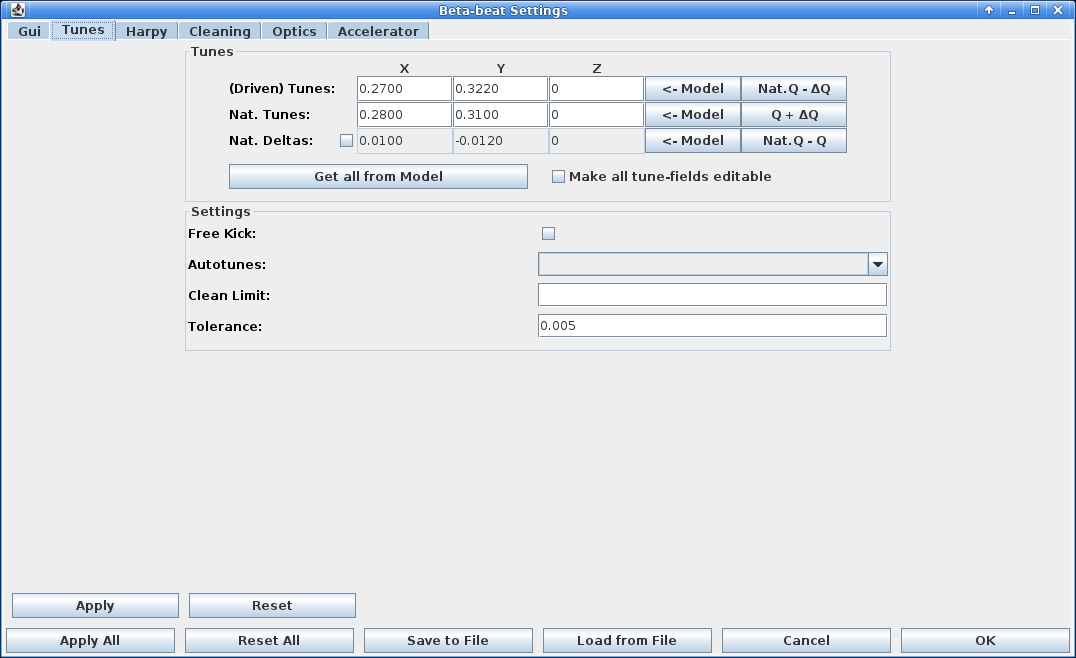 Beta-beat Settings
Gui Tunes Harpy Cleaning Optics Accelerator
Tunes
X Y Z
(Driven) Tunes: 0.2700 0.3220 0 <- Model Nat.Q - ΔQ
Nat. Tunes: 0.2800 0.3100 0 <- Model Q + ΔQ
Nat. Deltas: 0.0100 -0.0120 0 <- Model Nat.Q - Q
Get all from Model Make all tune-fields editable
Settings
Free Kick:
Autotunes:
Clean Limit:
Tolerance: 0.005
Apply Reset
Apply All Reset All Save to File Load from File Cancel OK